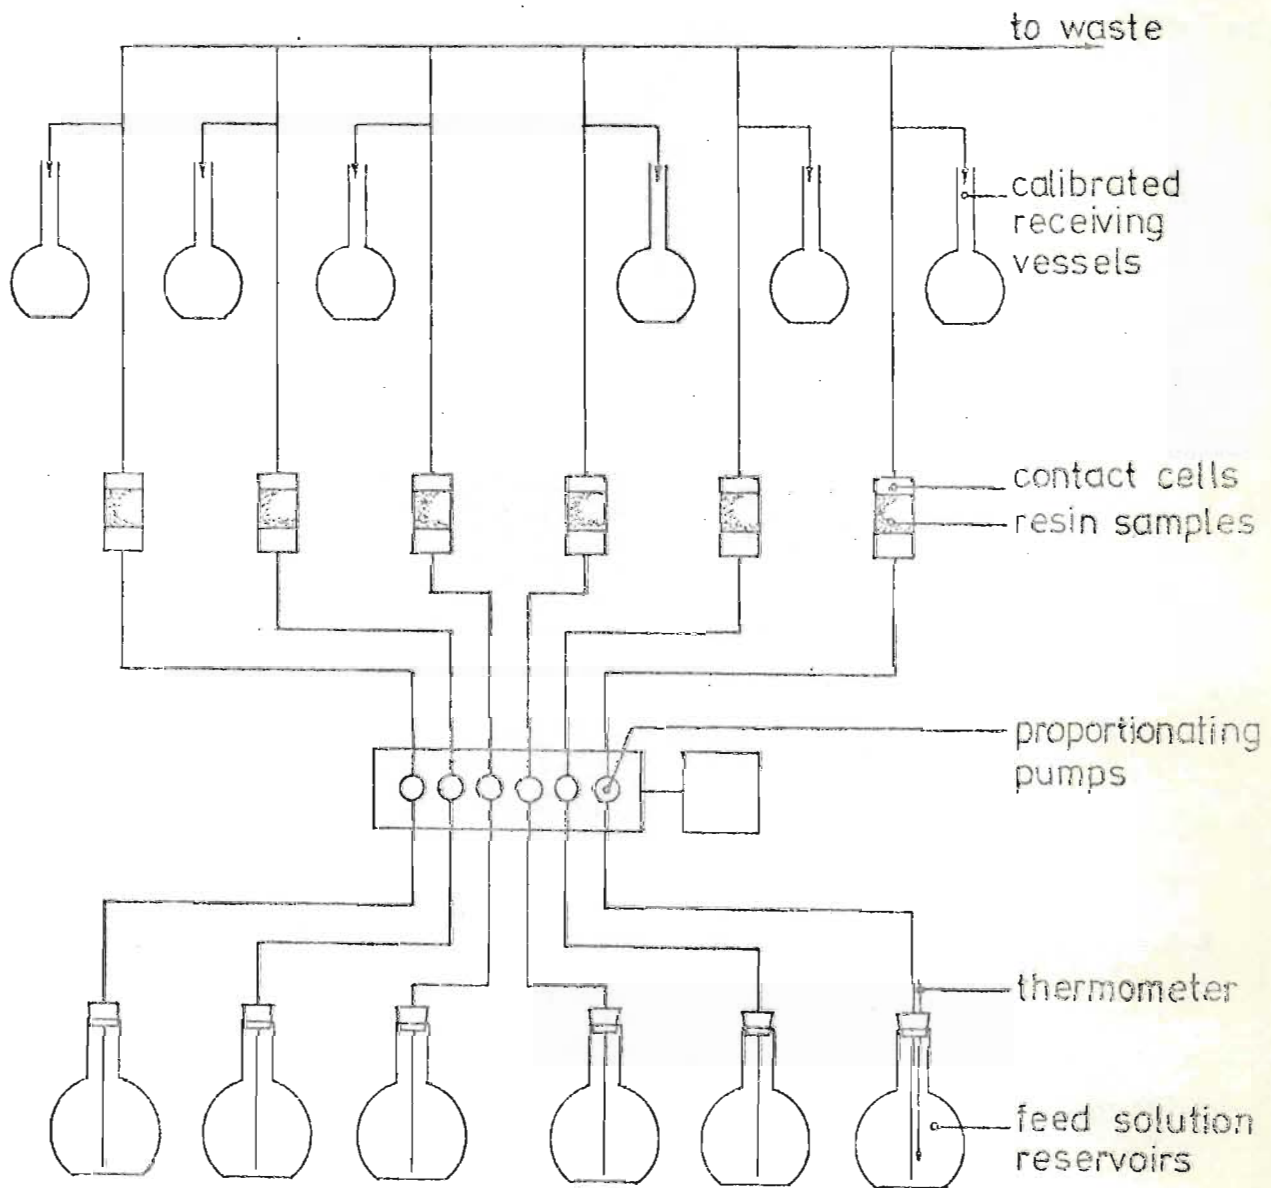 to waste
calibrated
receiving
vessels
contact cells
resin samples
proportionating
pumps
thermometer
feed solution
reservoirs